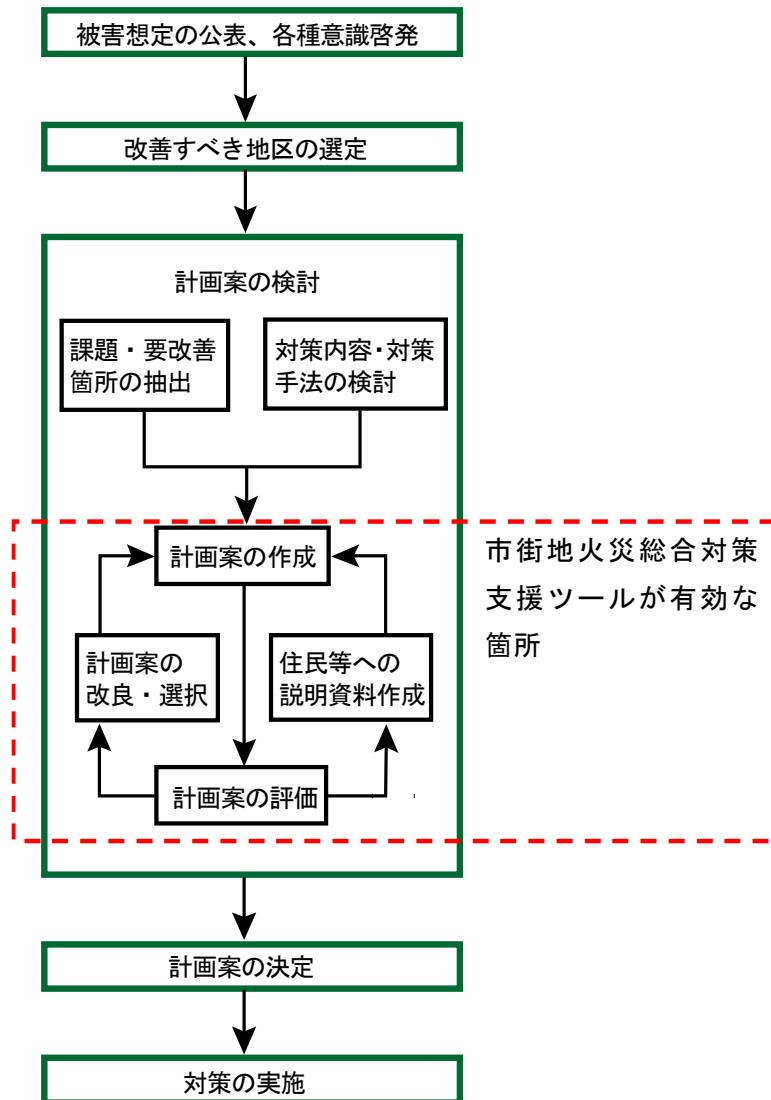 被害想定の公表、各種意識啓発
改善すべき地区の選定
計画案の検討
課題・要改善
箇所の抽出
対策内容・対策
手法の検討
計画案の作成
市街地火災総合対策
支援ツールが有効な
箇所
計画案の
改良・選択
住民等への
説明資料作成
計画案の評価
計画案の決定
対策の実施